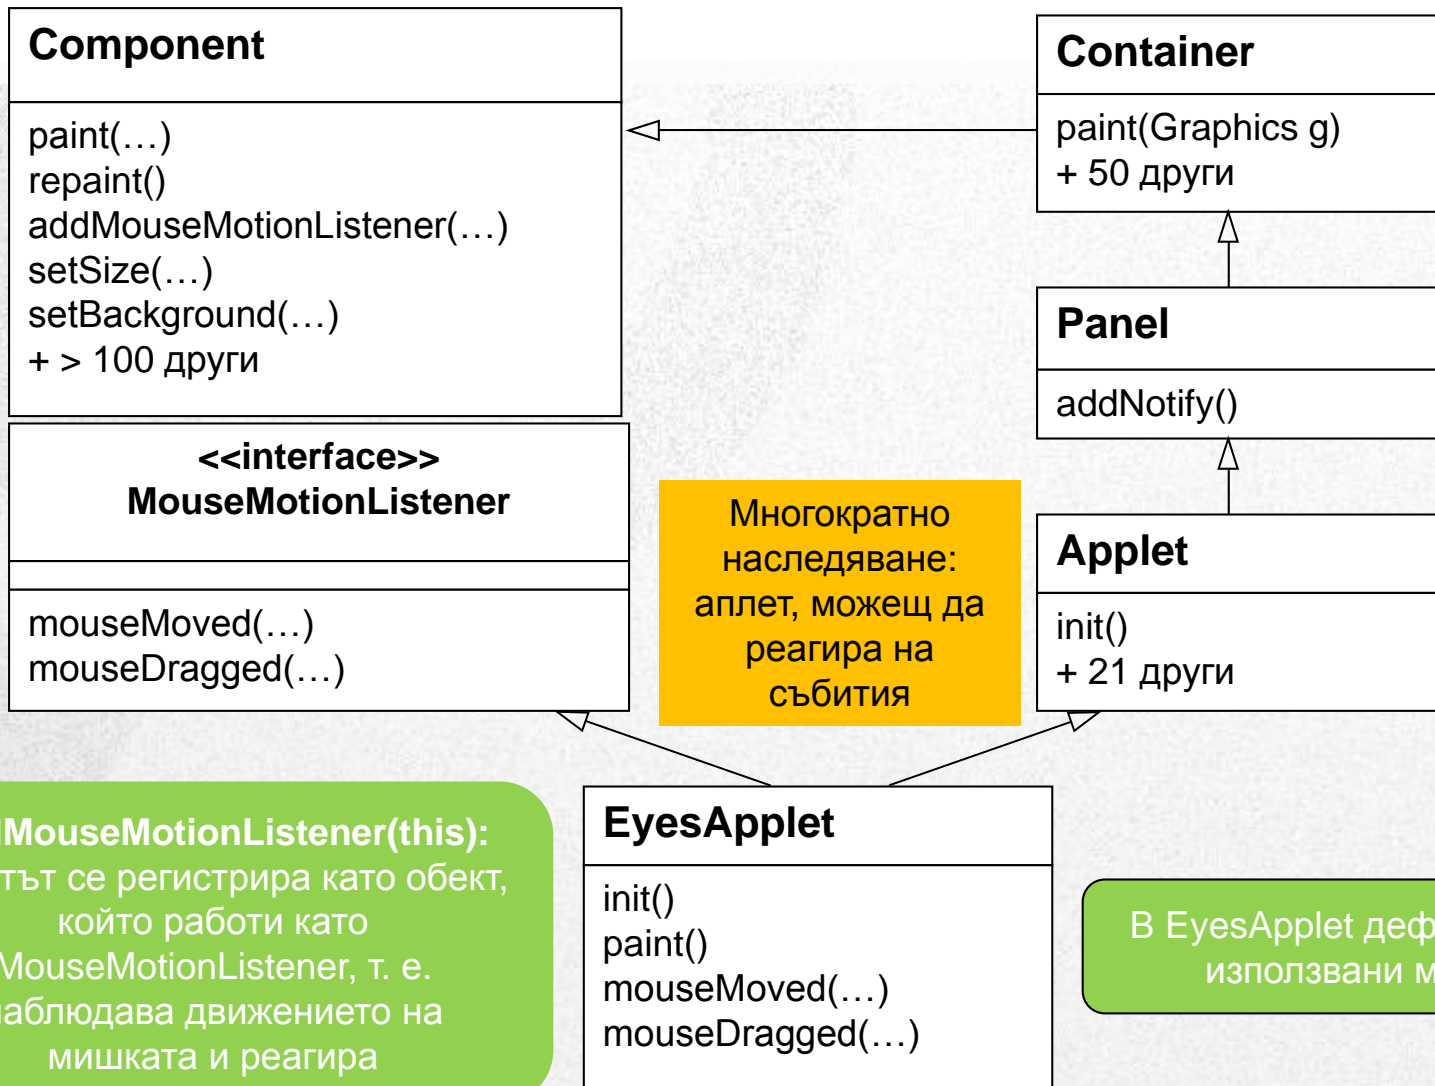 Component
paint(…)
repaint()
addMouseMotionListener(…)
setSize(…)
setBackground(…)
+ > 100 други
Container
paint(Graphics g)
+ 50 други
Panel
addNotify()
<<interface>>
MouseMotionListener
mouseMoved(…)
mouseDragged(…)
Многократно
наследяване:
аплет, можещ да
реагира на
събития
Applet
init()
+ 21 други
MouseMotionListener(this):
се регистрира като обект,
който работи като
MouseMotionListener, т. е.
наблюдава движението на
мишката и реагира
EyesApplet
init()
paint()
mouseMoved(…)
mouseDragged(…)
В EyesApplet
използвани